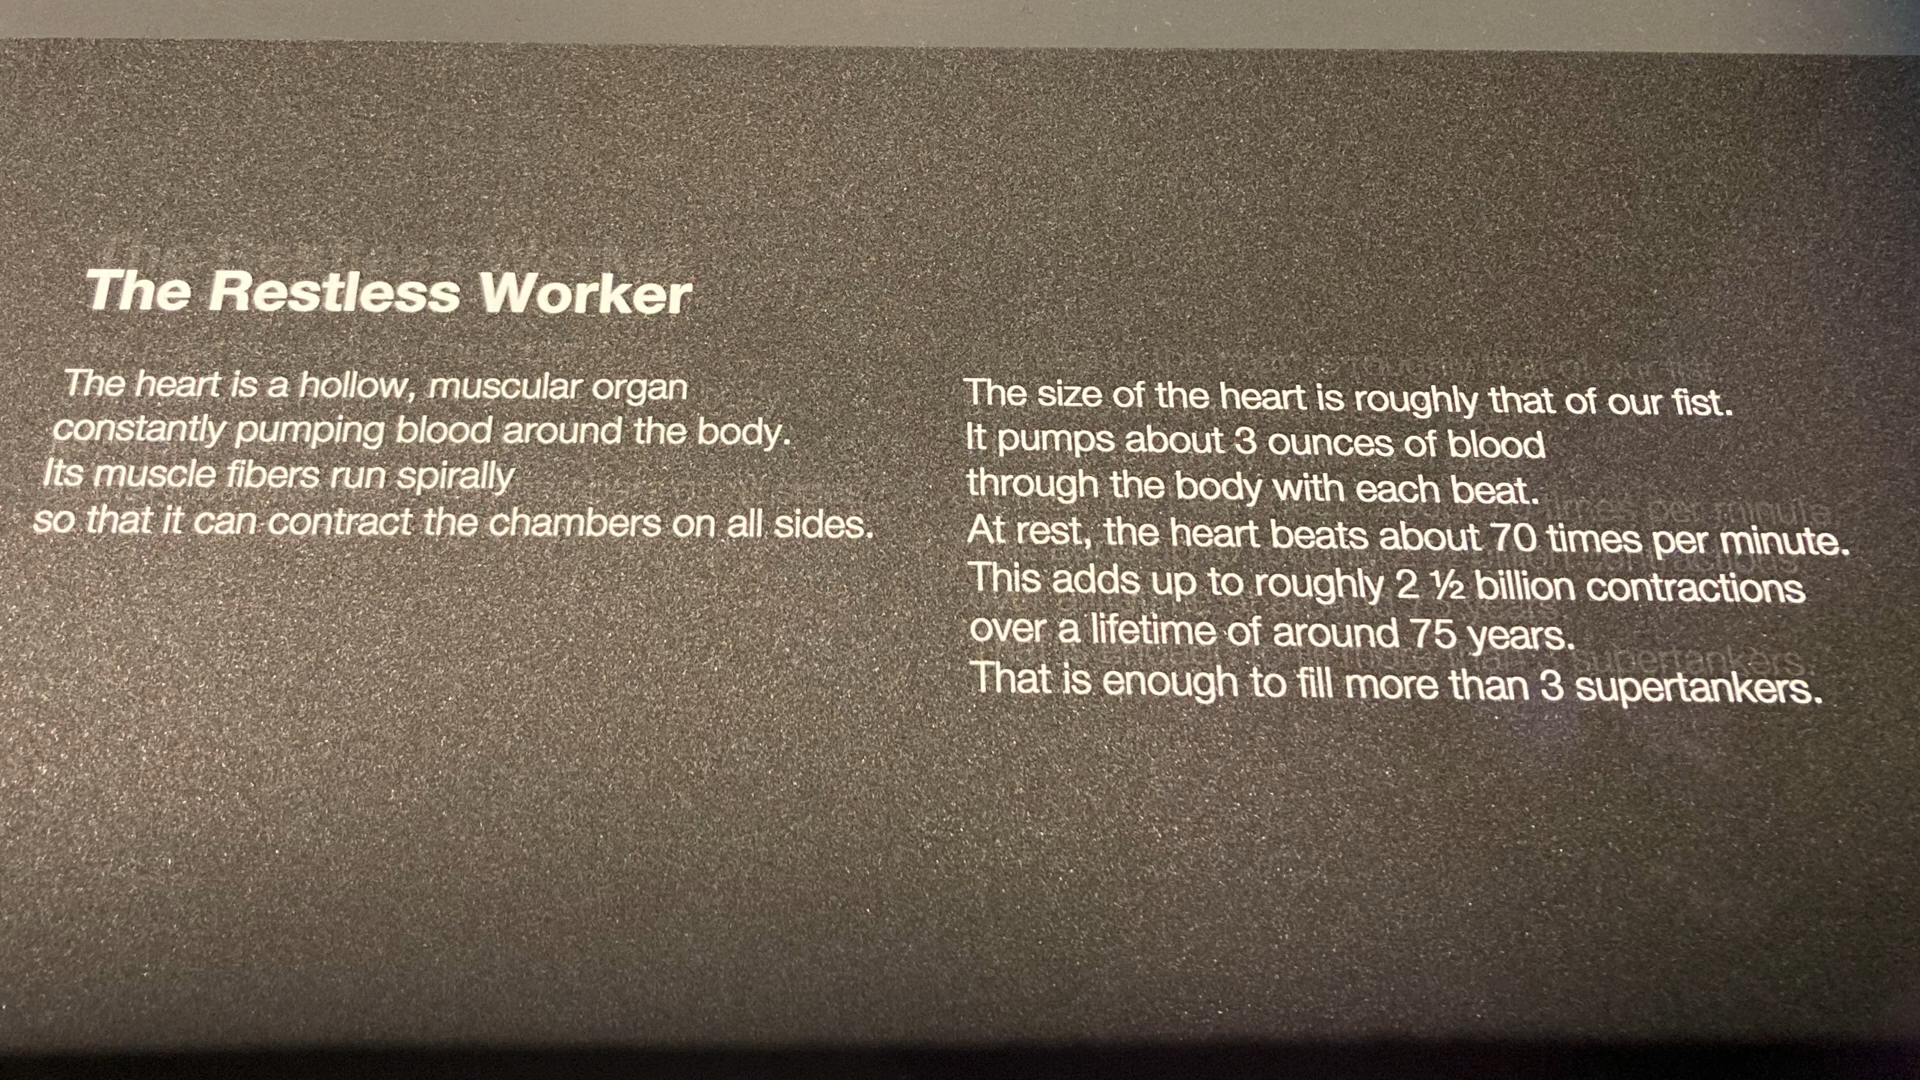 The Restless Worker
The heart is a hollow, muscular organ
constantly pumping blood around the body.
Its muscle fibers run spirally
so that it can contract the chambers on all sides.
The size of the heart is roughly that of our fist.
It pumps about 3 ounces of blood
through the body with each beat.
At rest, the heart beats about 70 times per minute.
This adds up to roughly 2 ½ billion contractions
over a lifetime of around 75 years.
That is enough to fill more than 3 supertankers.